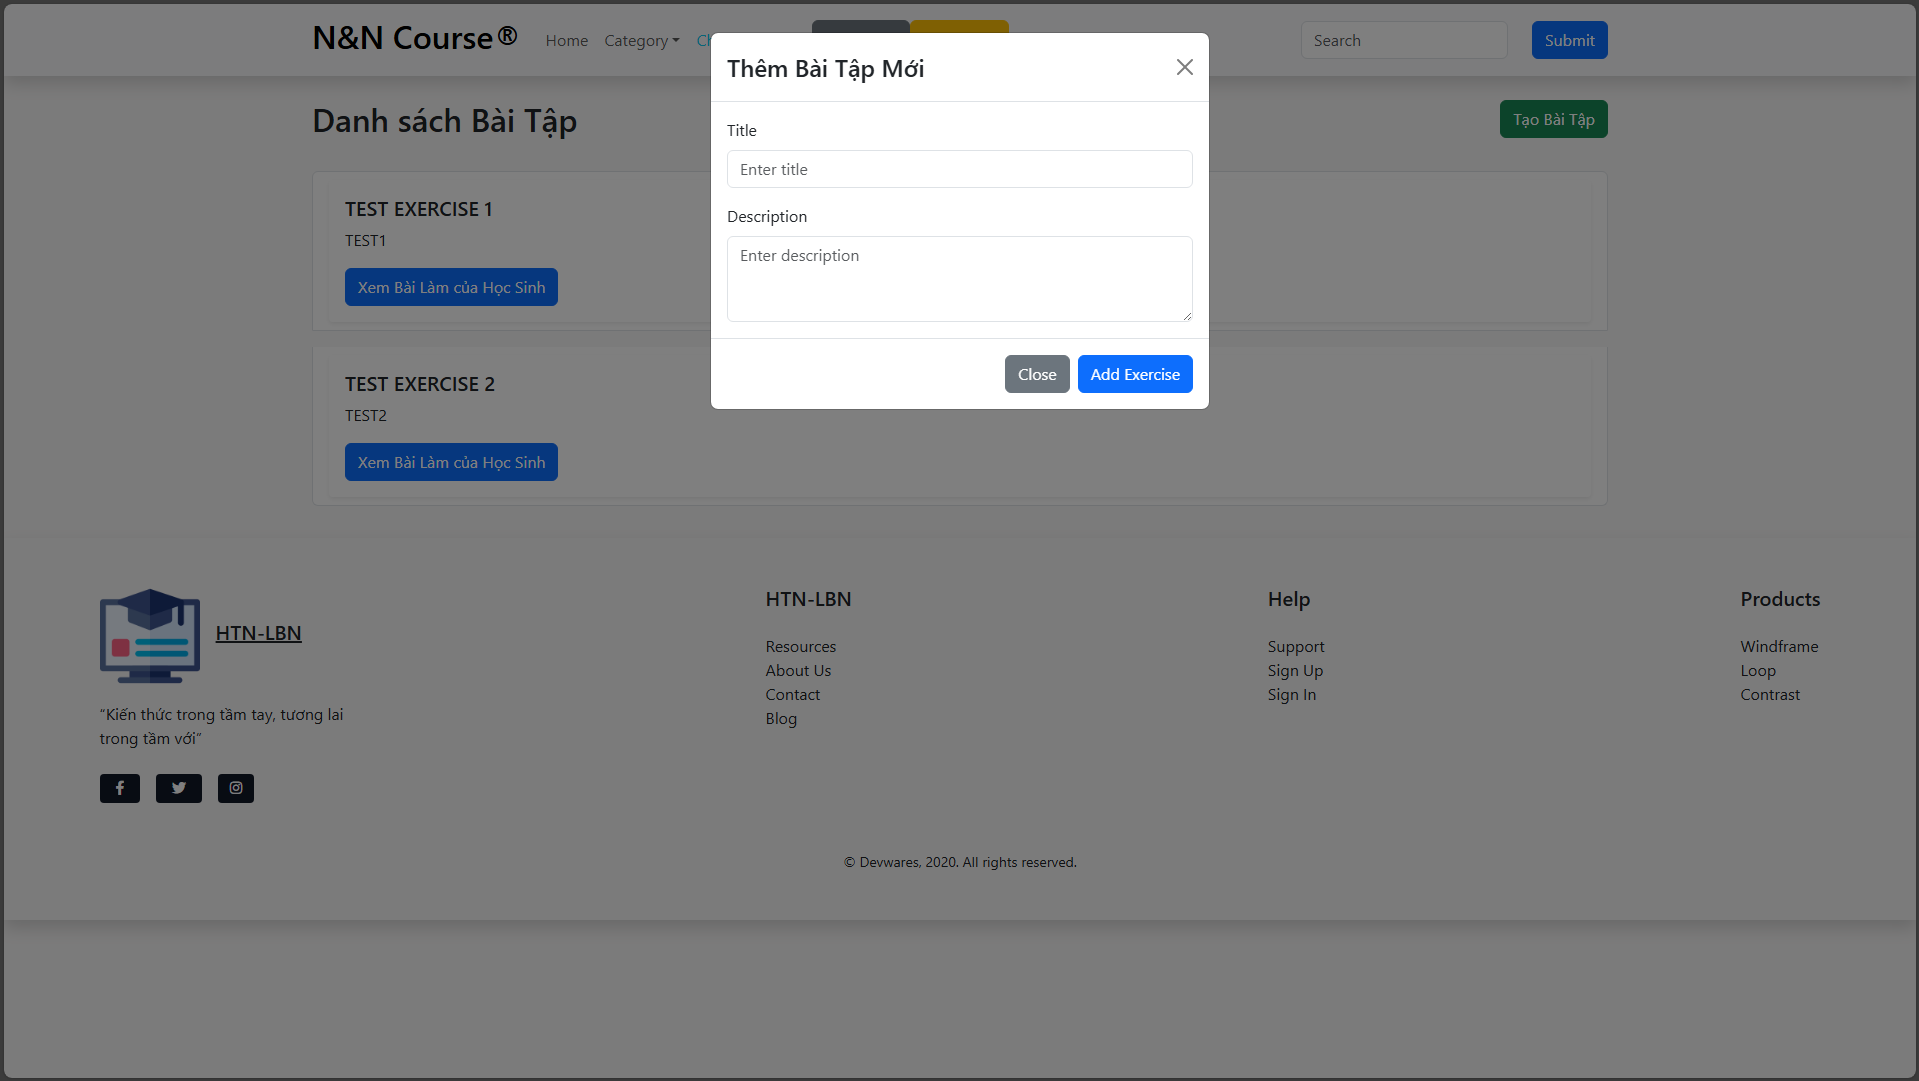 N&N Course®
Home
Category
Search
Submit
Thêm Bài Tập Mới
Title
Enter title
Description
Enter description
Close
Add Exercise
Danh sách Bài Tập
Tạo Bài Tập
TEST EXERCISE 1
TEST1
Xem Bài Làm của Học Sinh
TEST EXERCISE 2
TEST2
Xem Bài Làm của Học Sinh
HTN-LBN
“Kiến thức trong tầm tay, tương lai
trong tầm với”
HTN-LBN
Resources
About Us
Contact
Blog
Help
Support
Sign Up
Sign In
Products
Windframe
Loop
Contrast
© Devwares, 2020. All rights reserved.